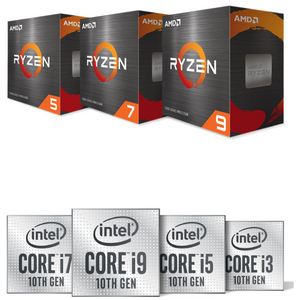 AMD
RYZEN
5
AMD
RYZEN
7
AMD
RYZEN
9
intel
CORE i7
10TH GEN
intel
CORE i9
10TH GEN
intel
CORE i5
10TH GEN
intel
CORE i3
10TH GEN